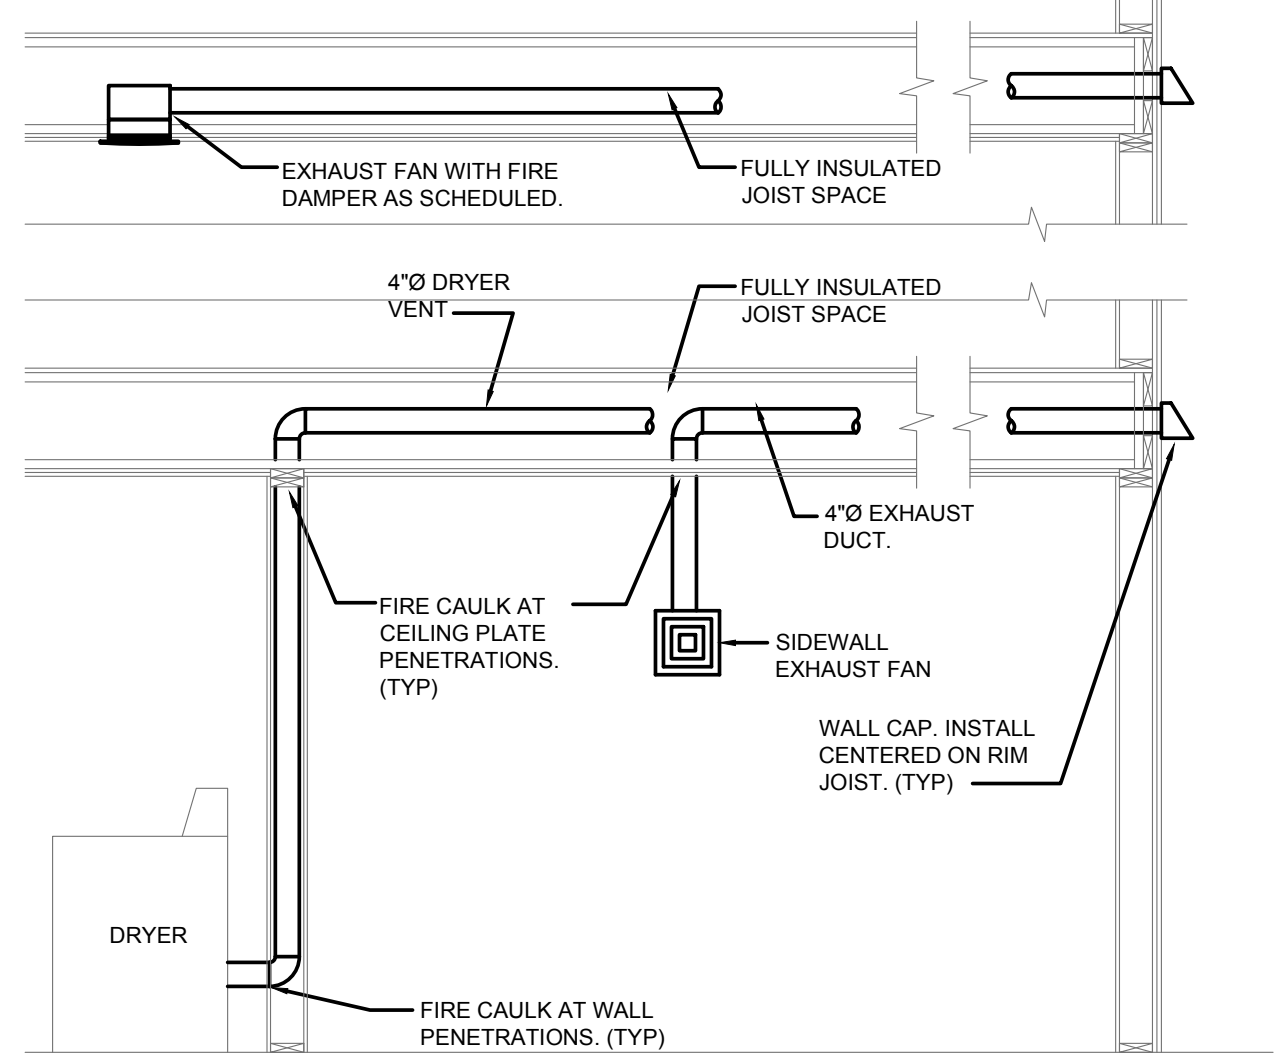 EXHAUST FAN WITH FIRE
DAMPER AS SCHEDULED.
FULLY INSULATED
JOIST SPACE
4"Ø DRYER
VENT
FULLY INSULATED
JOIST SPACE
4"Ø EXHAUST
DUCT.
FIRE CAULK AT
CEILING PLATE
PENETRATIONS.
(TYP)
SIDEWALL
EXHAUST FAN
WALL CAP. INSTALL
CENTERED ON RIM
JOIST. (TYP)
DRYER
FIRE CAULK AT WALL
PENETRATIONS. (TYP)